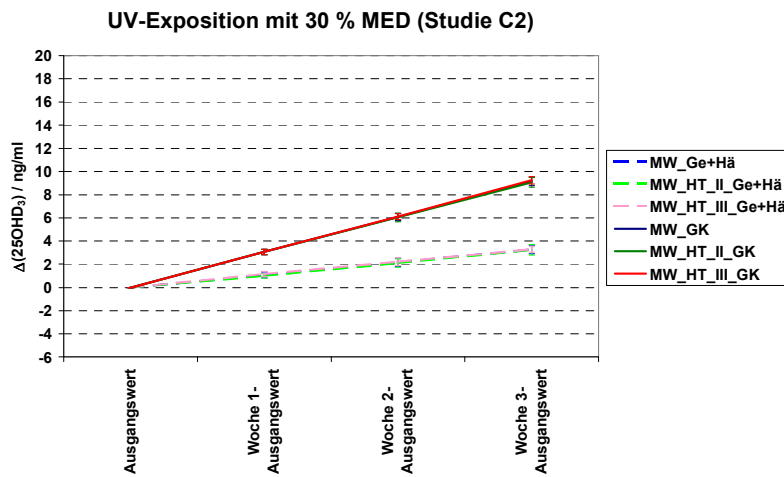 UV-Exposition mit 30 % MED (Studie C2)
Δ(25OHD₃) / ng/ml
20
18
16
14
12
10
8
6
4
2
0
-2
-4
-6
Ausgangswert
Woche 1-
Ausgangswert
Woche 2-
Ausgangswert
Woche 3-
Ausgangswert
MW_Ge+Hä
MW_HT_II_Ge+Hä
MW_HT_III_Ge+Hä
MW_GK
MW_HT_II_GK
MW_HT_III_GK